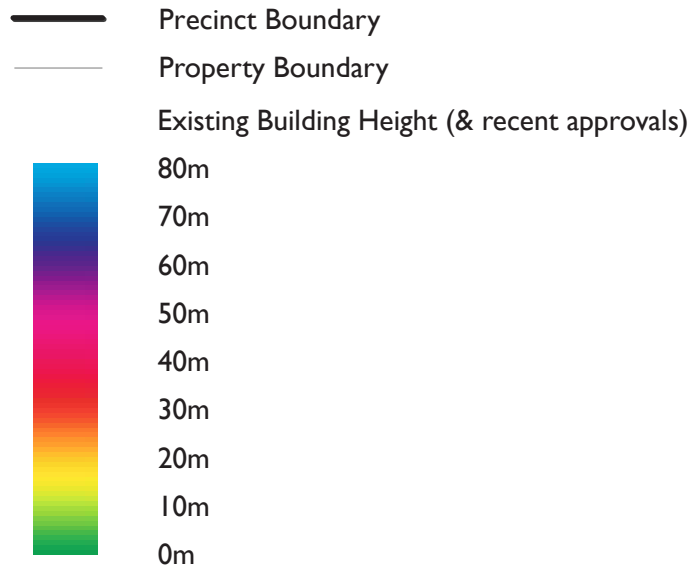 Precinct Boundary
Property Boundary
Existing Building Height (& recent approvals)
80m
70m
60m
50m
40m
30m
20m
10m
0m